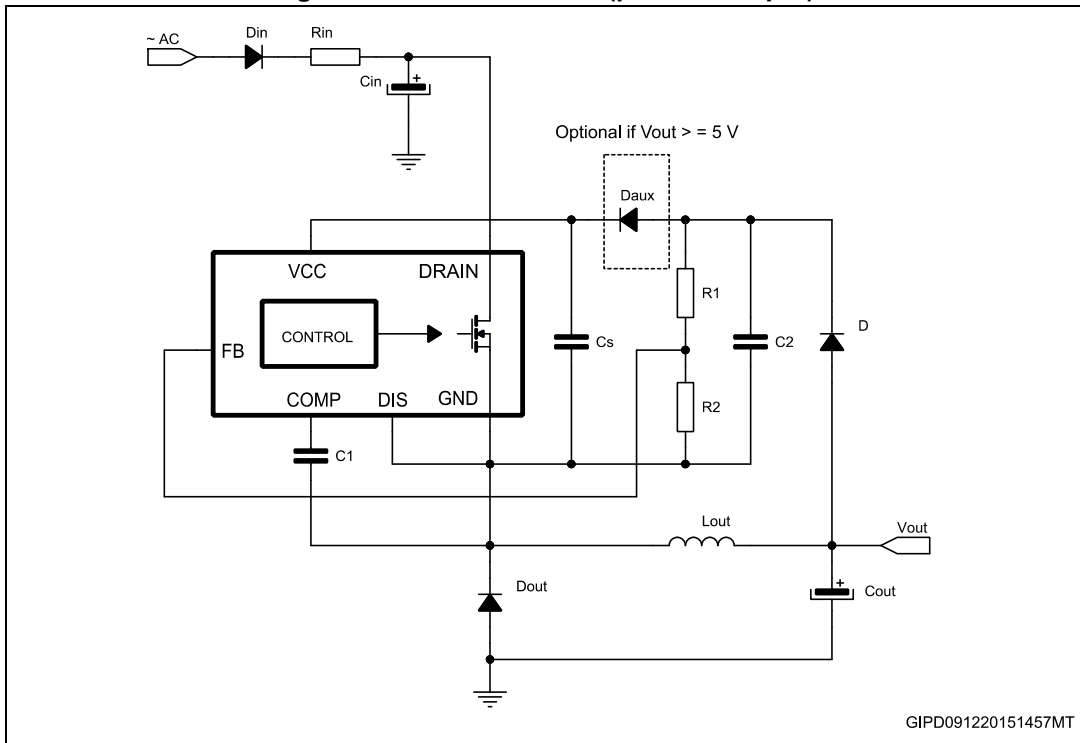 ~ AC
Din
Rin
Cin
+
Optional if Vout > = 5 V
Daux
VCC
DRAIN
R1
CONTROL
Cs
C2
D
FB
COMP
DIS
GND
R2
C1
Lout
Vout
Dout
+
Cout
GIPD091220151457MT